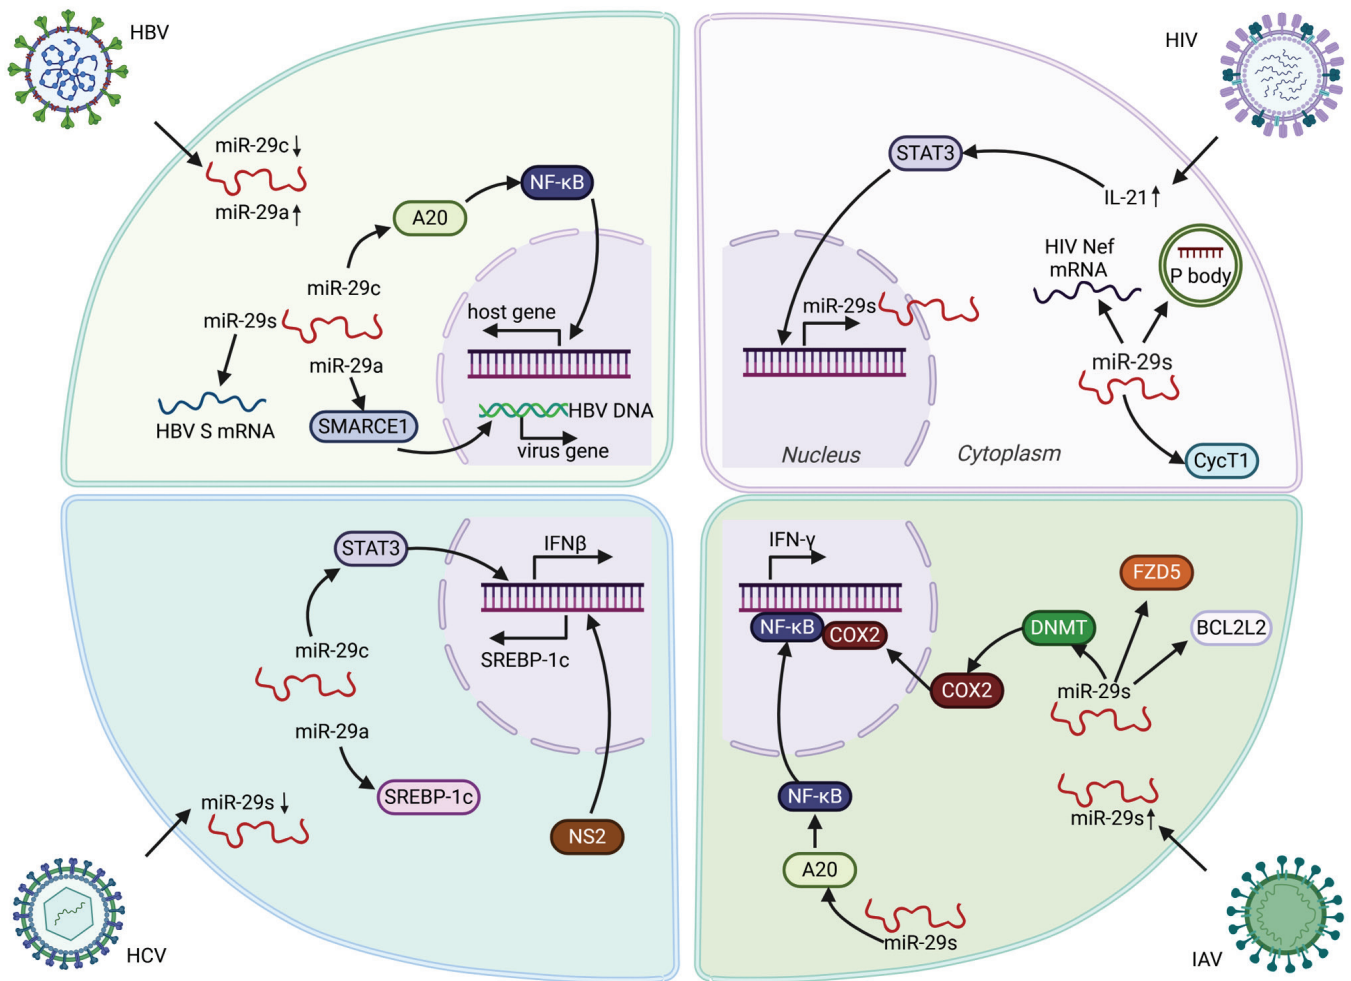 HBV
miR-29c↓
miR-29a↑
A20
NF-κB
miR-29c
miR-29s
miR-29a
HBV S mRNA
SMARCE1
host gene
HBV DNA
virus gene
HIV
STAT3
IL-21↑
HIV Nef
mRNA
P body
miR-29s
miR-29s
CycT1
Nucleus
Cytoplasm
STAT3
IFNβ
SREBP-1c
miR-29c
miR-29a
SREBP-1c
miR-29s↓
NS2
HCV
IFN-γ
NF-κB
COX2
COX2
DNMT
FZD5
BCL2L2
miR-29s
NF-κB
miR-29s↑
A20
miR-29s
IAV